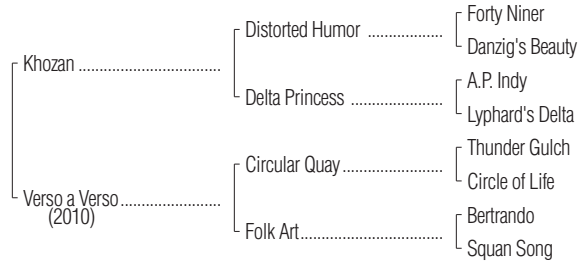 Forty Niner
Distorted Humor ..................
Danzig's Beauty
Khozan .................................
A.P. Indy
Delta Princess ......................
Lyphard's Delta
Thunder Gulch
Circular Quay ........................
Circle of Life
Verso a Verso .......................
(2010)
Bertrando
Folk Art ..................................
Squan Song